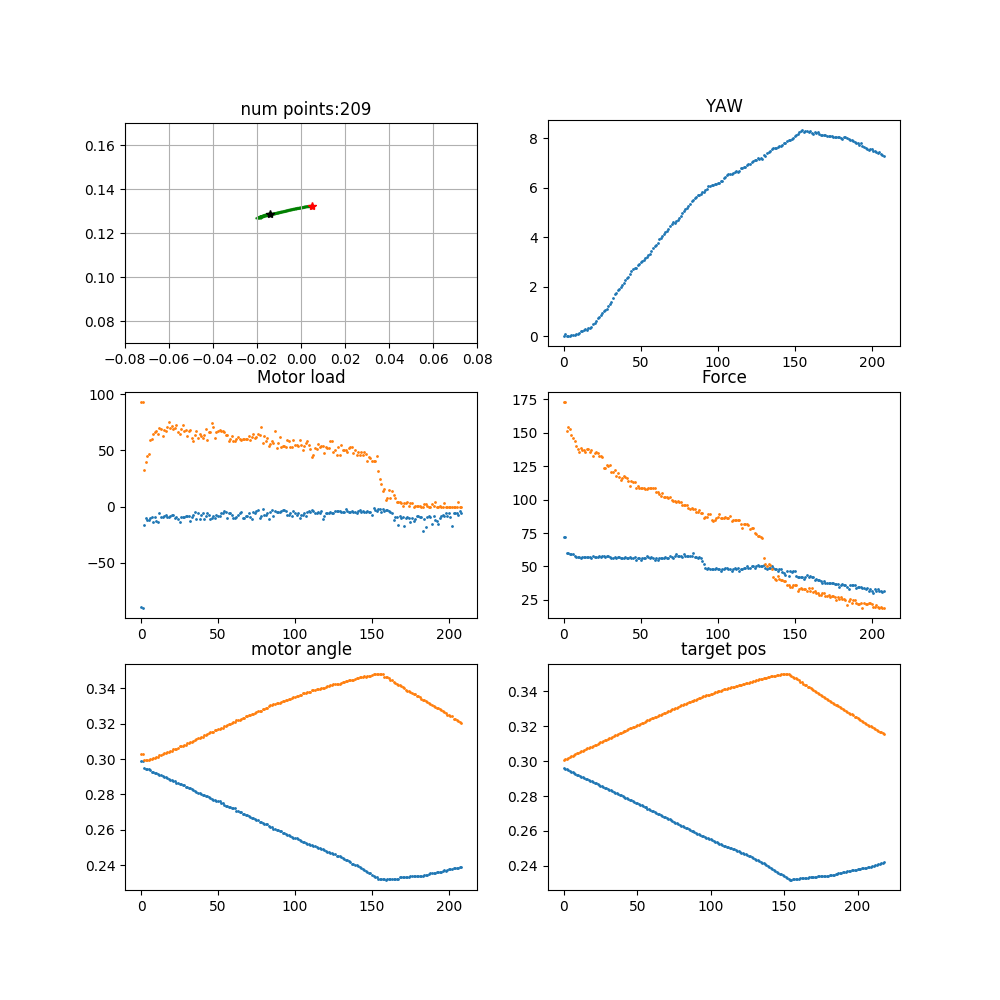 num points:209
YAW
0.16
0.14
0.12
0.10
0.08
−0.08 −0.06 −0.04 −0.02 0.00 0.02 0.04 0.06 0.08
8
6
4
2
0
0 50 100 150 200
Motor load
Force
100
50
0
−50
0 50 100 150 200
175
150
125
100
75
50
25
0 50 100 150 200
motor angle
target pos
0.34
0.32
0.30
0.28
0.26
0.24
0 50 100 150 200
0.34
0.32
0.30
0.28
0.26
0.24
0 50 100 150 200